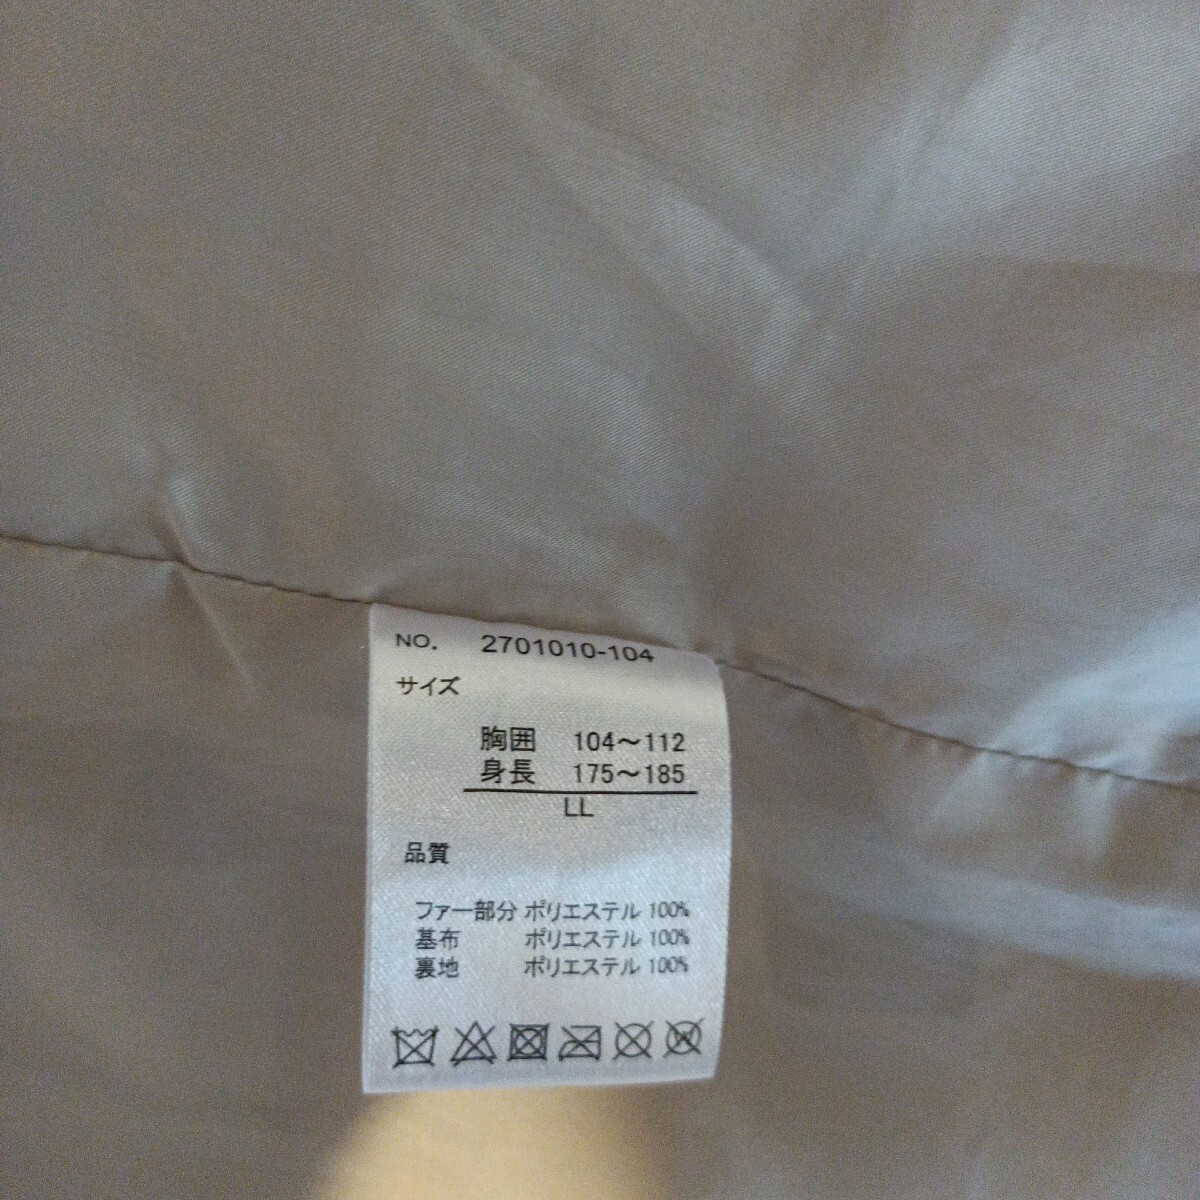 NO. 2701010-104
サイズ
胸囲 104～112
身長 175～185
LL
品質
ファー部分 ポリエステル 100%
基布 ポリエステル 100%
裏地 ポリエステル 100%